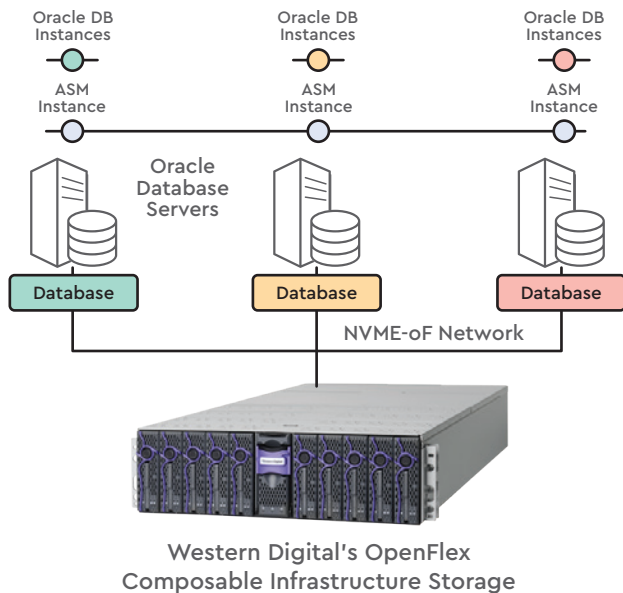 Oracle DB Instances
Oracle DB Instances
Oracle DB Instances
ASM Instance
ASM Instance
ASM Instance
Oracle
Database
Servers
Database
Database
Database
NVME-oF Network
Western Digital's OpenFlex
Composable Infrastructure Storage